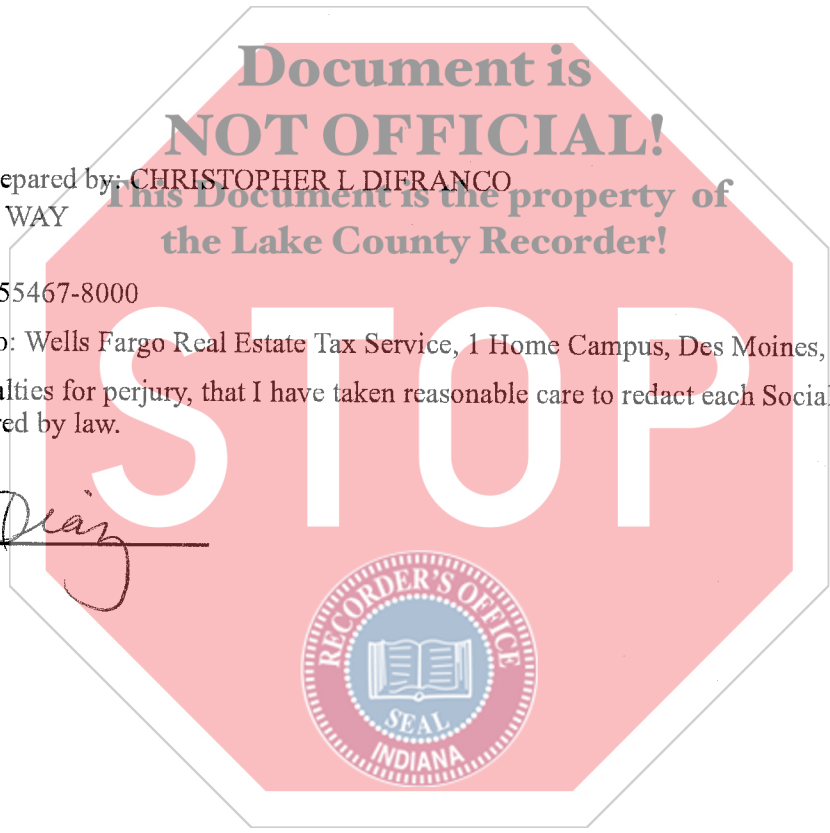 Document is
NOT OFFICIAL!
epared by: CHRISTOPHER L DIFRANCO
This Document is the property of
WAY
the Lake County Recorder!
55467-8000
o: Wells Fargo Real Estate Tax Service, 1 Home Campus, Des Moines,
alties for perjury, that I have taken reasonable care to redact each Social
ed by law.
STOP
Diaz
RECORDER'S OFFICE
SEAL
INDIANA